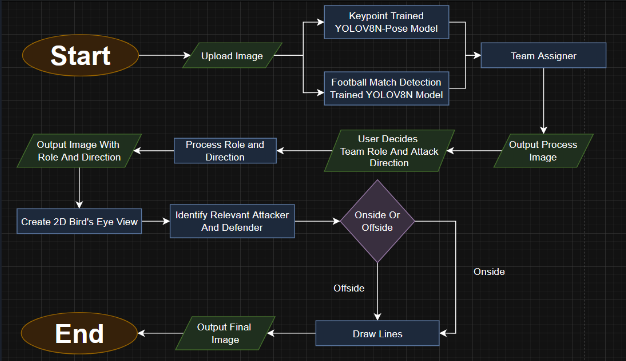 Start
Upload Image
Keypoint Trained
YOLOV8N-Pose Model
Football Match Detection
Trained YOLOV8N Model
Team Assigner
Output Process
Image
User Decides
Team Role And Attack
Direction
Process Role and
Direction
Output Image With
Role And Direction
Create 2D Bird's Eye View
Identify Relevant Attacker
And Defender
Onside Or
Offside
Onside
Offside
Draw Lines
Output Final
Image
End